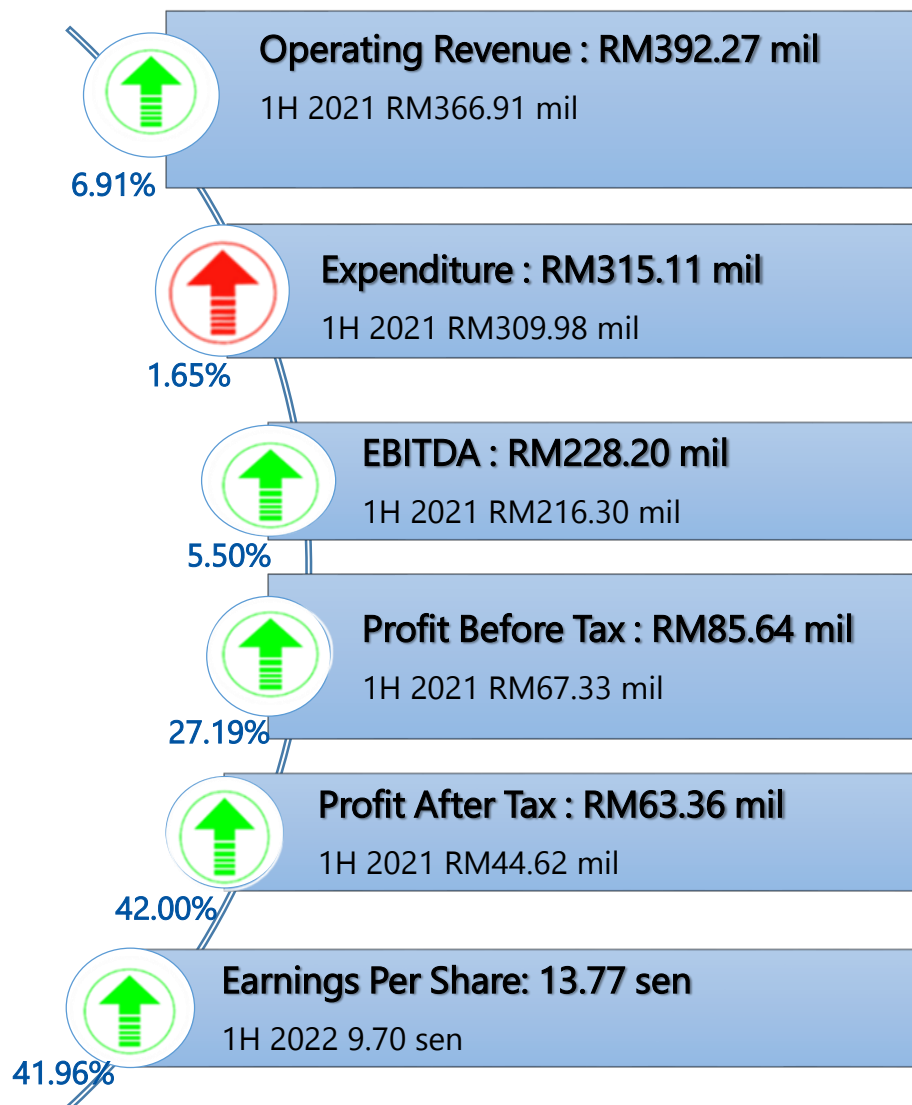 Operating Revenue : RM392.27 mil
1H 2021 RM366.91 mil
6.91%
Expenditure : RM315.11 mil
1H 2021 RM309.98 mil
1.65%
EBITDA : RM228.20 mil
1H 2021 RM216.30 mil
5.50%
Profit Before Tax : RM85.64 mil
1H 2021 RM67.33 mil
27.19%
Profit After Tax : RM63.36 mil
1H 2021 RM44.62 mil
42.00%
Earnings Per Share: 13.77 sen
1H 2022 9.70 sen
41.96%